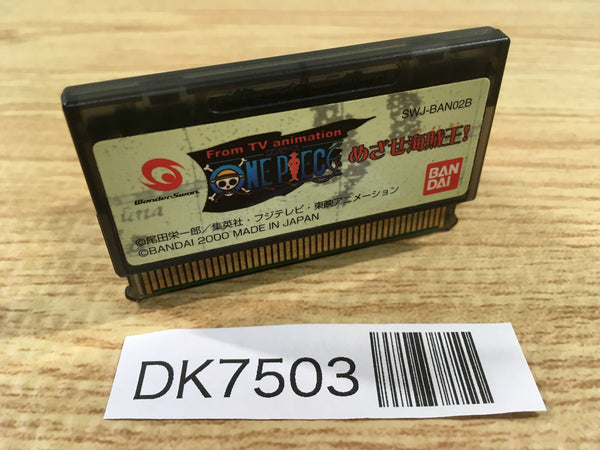 SWJ-BAN02B
From TV animation
ONE PIECE めざせ海賊王!
WonderSwan
BAN
DAI
©尾田栄一郎／集英社・フジテレビ・東映アニメーション
©BANDAI 2000 MADE IN JAPAN
DK7503